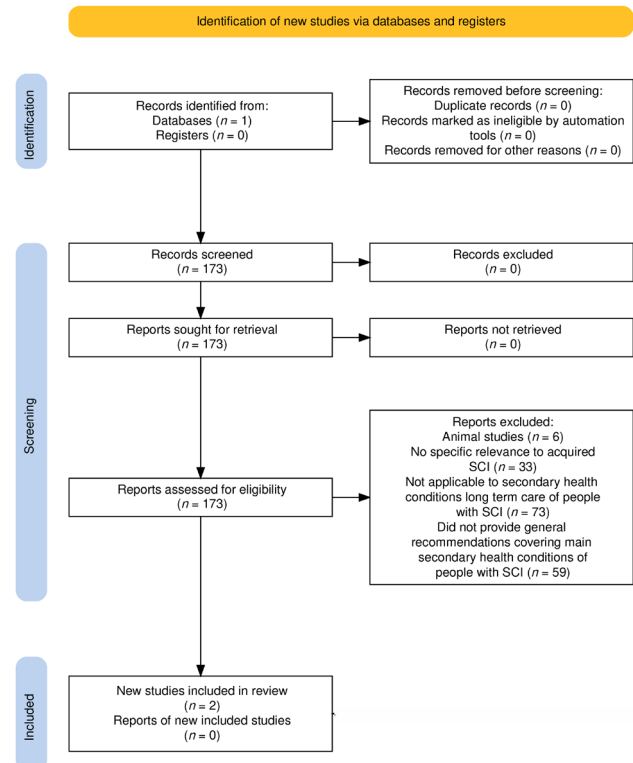 Identification of new studies via databases and registers
Identification
Records identified from:
Databases (n = 1)
Registers (n = 0)
Records removed before screening:
Duplicate records (n = 0)
Records marked as ineligible by automation
tools (n = 0)
Records removed for other reasons (n = 0)
Screening
Records screened
(n = 173)
Records excluded
(n = 0)
Reports sought for retrieval
(n = 173)
Reports not retrieved
(n = 0)
Reports assessed for eligibility
(n = 173)
Reports excluded:
Animal studies (n = 6)
No specific relevance to acquired
SCI (n = 33)
Not applicable to secondary health
conditions long term care of people
with SCI (n = 73)
Did not provide general
recommendations covering main
secondary health conditions of
people with SCI (n = 59)
Included
New studies included in review
(n = 2)
Reports of new included studies
(n = 0)